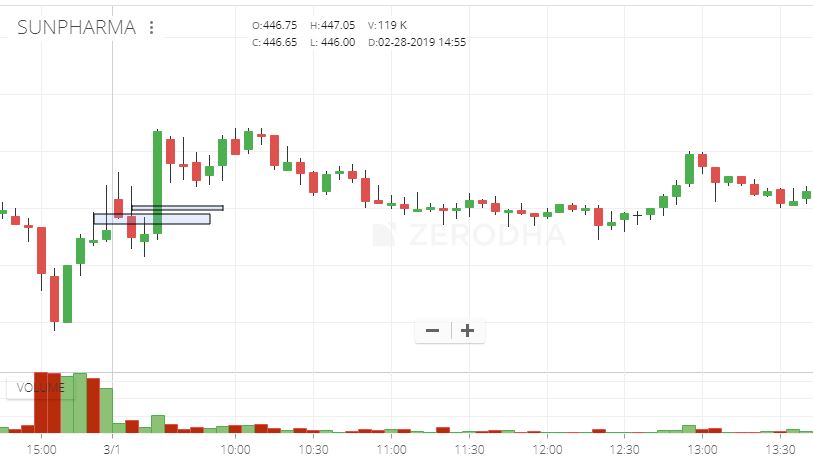 SUNPHARMA
O:446.75 H:447.05 V:119 K
C:446.65 L:446.00 D:02-28-2019 14:55
ZERODHA
VOLUME
15:00 3/1 10:00 10:30 11:00 11:30 12:00 12:30 13:00 13:30